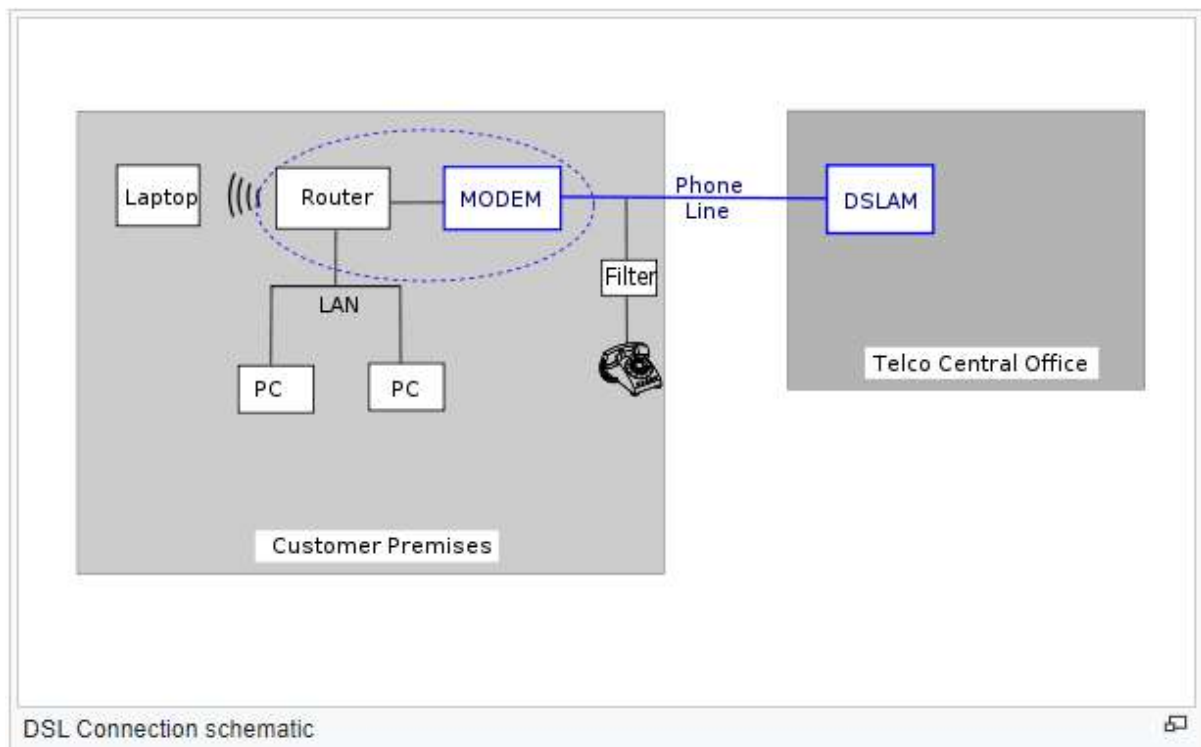 Laptop
Router
MODEM
Phone
Line
DSLAM
Filter
LAN
PC
PC
Telco Central Office
Customer Premises
DSL Connection schematic